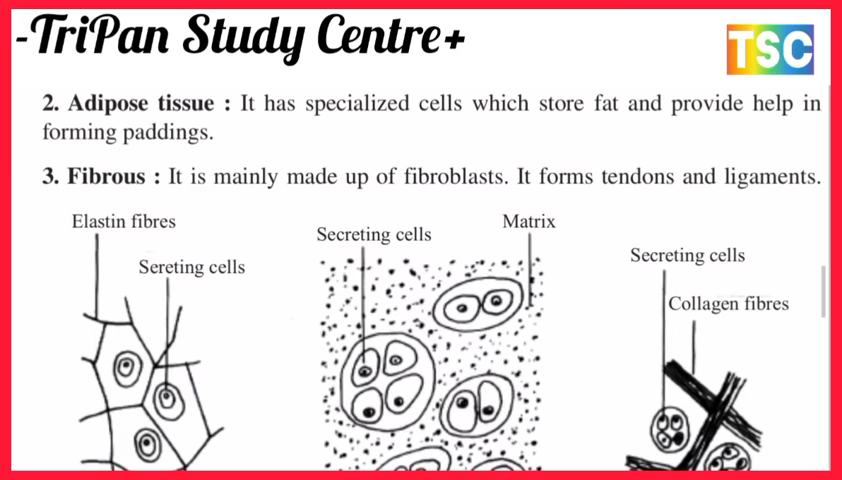 -TriPan Study Centre+
TSC
2. Adipose tissue : It has specialized cells which store fat and provide help in
forming paddings.
3. Fibrous : It is mainly made up of fibroblasts. It forms tendons and ligaments.
Elastin fibres
Secreting cells
Matrix
Sereting cells
Secreting cells
Collagen fibres